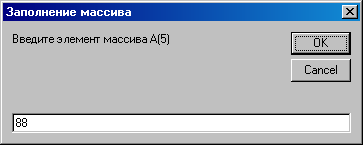 Заполнение массива
Введите элемент массива A(5)
OK
Cancel
88